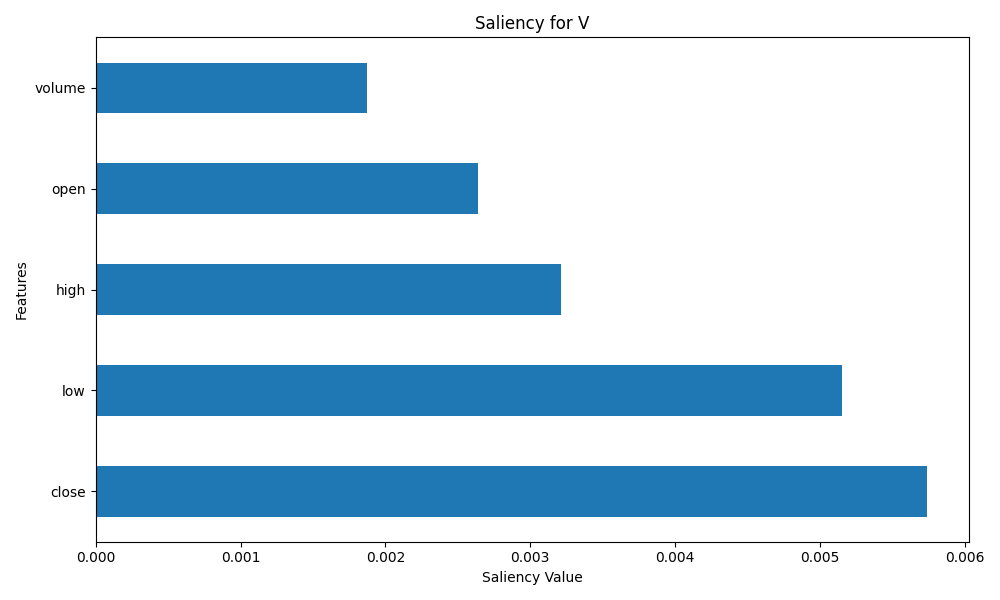 Saliency for V
Features
volume
open
high
low
close
0.000 0.001 0.002 0.003 0.004 0.005 0.006
Saliency Value